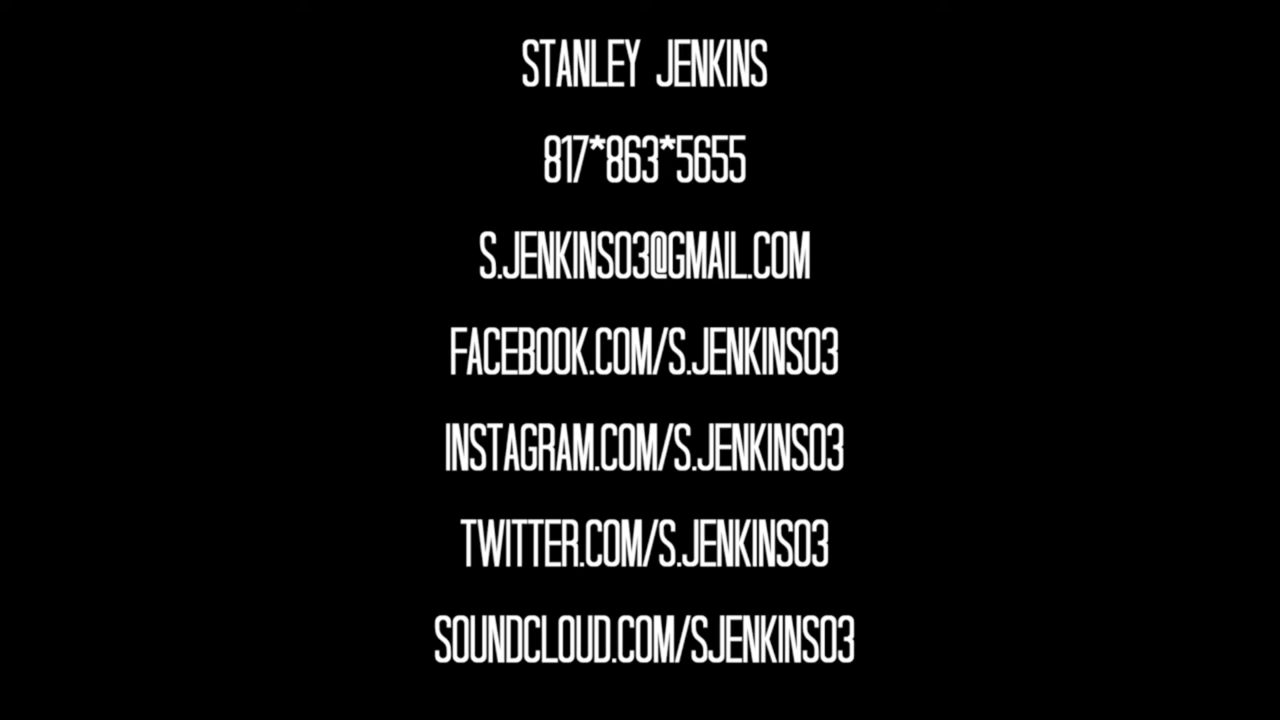 STANLEY JENKINS
817*863*5655
S.JENKINS03@GMAIL.COM
FACEBOOK.COM/S.JENKINS03
INSTAGRAM.COM/S.JENKINS03
TWITTER.COM/S.JENKINS03
SOUNDCLOUD.COM/SJENKINS03